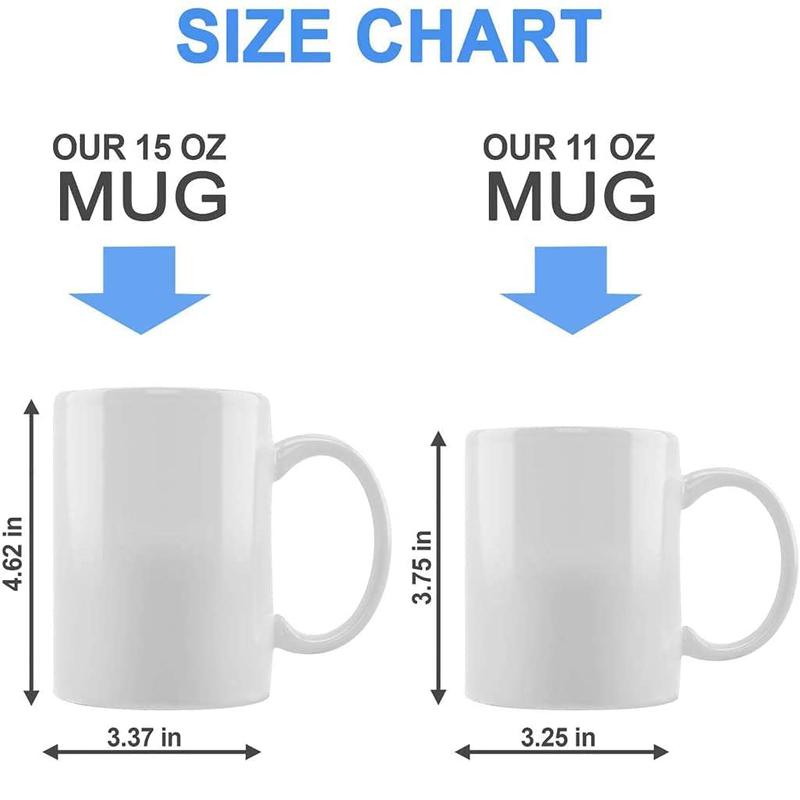 SIZE CHART
OUR 15 OZ
MUG
OUR 11 OZ
MUG
4.62 in
3.75 in
3.37 in
3.25 in